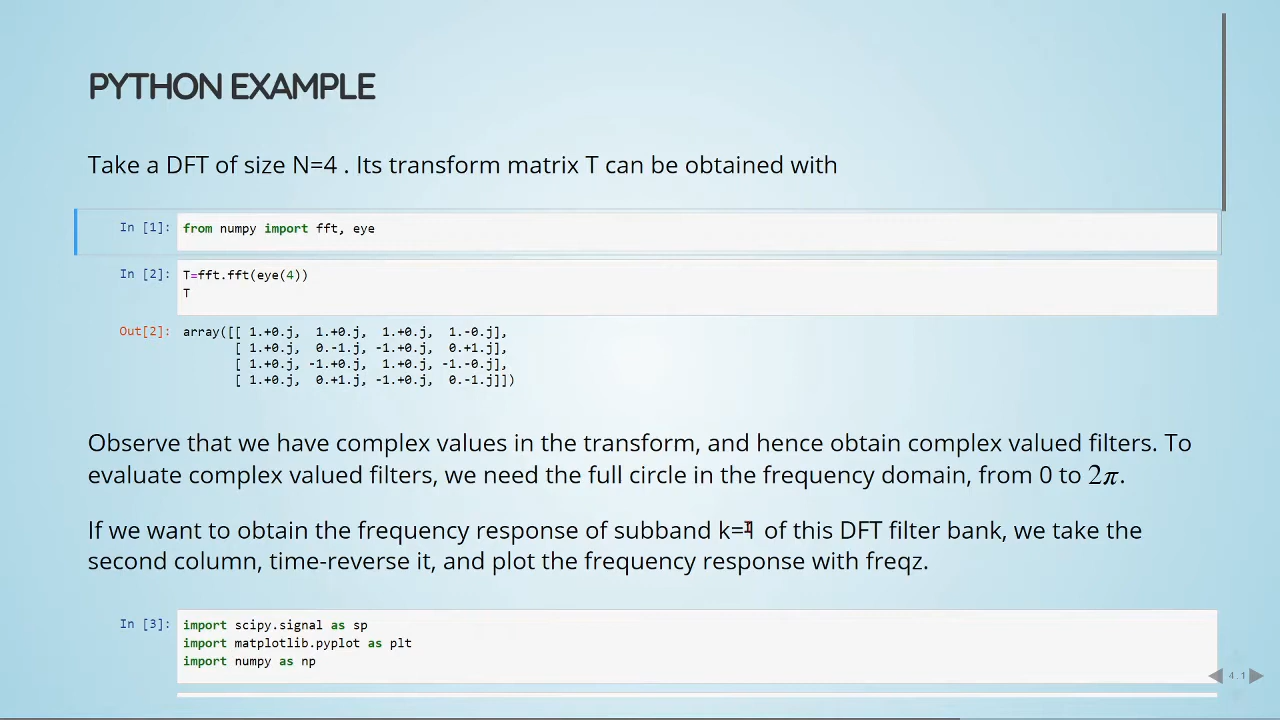 PYTHON EXAMPLE
Take a DFT of size N=4 . Its transform matrix T can be obtained with
In [1]: from numpy import fft, eye
In [2]: T=fft.fft(eye(4))
T
Out[2]: array([[ 1.+0.j,  1.+0.j,  1.+0.j,  1.-0.j],
[ 1.+0.j,  0.-1.j, -1.+0.j,  0.+1.j],
[ 1.+0.j, -1.+0.j,  1.+0.j, -1.-0.j],
[ 1.+0.j,  0.+1.j, -1.+0.j,  0.-1.j]])
Observe that we have complex values in the transform, and hence obtain complex valued filters. To
evaluate complex valued filters, we need the full circle in the frequency domain, from 0 to 2π.
If we want to obtain the frequency response of subband k=1 of this DFT filter bank, we take the
second column, time-reverse it, and plot the frequency response with freqz.
In [3]: import scipy.signal as sp
import matplotlib.pyplot as plt
import numpy as np
4.1